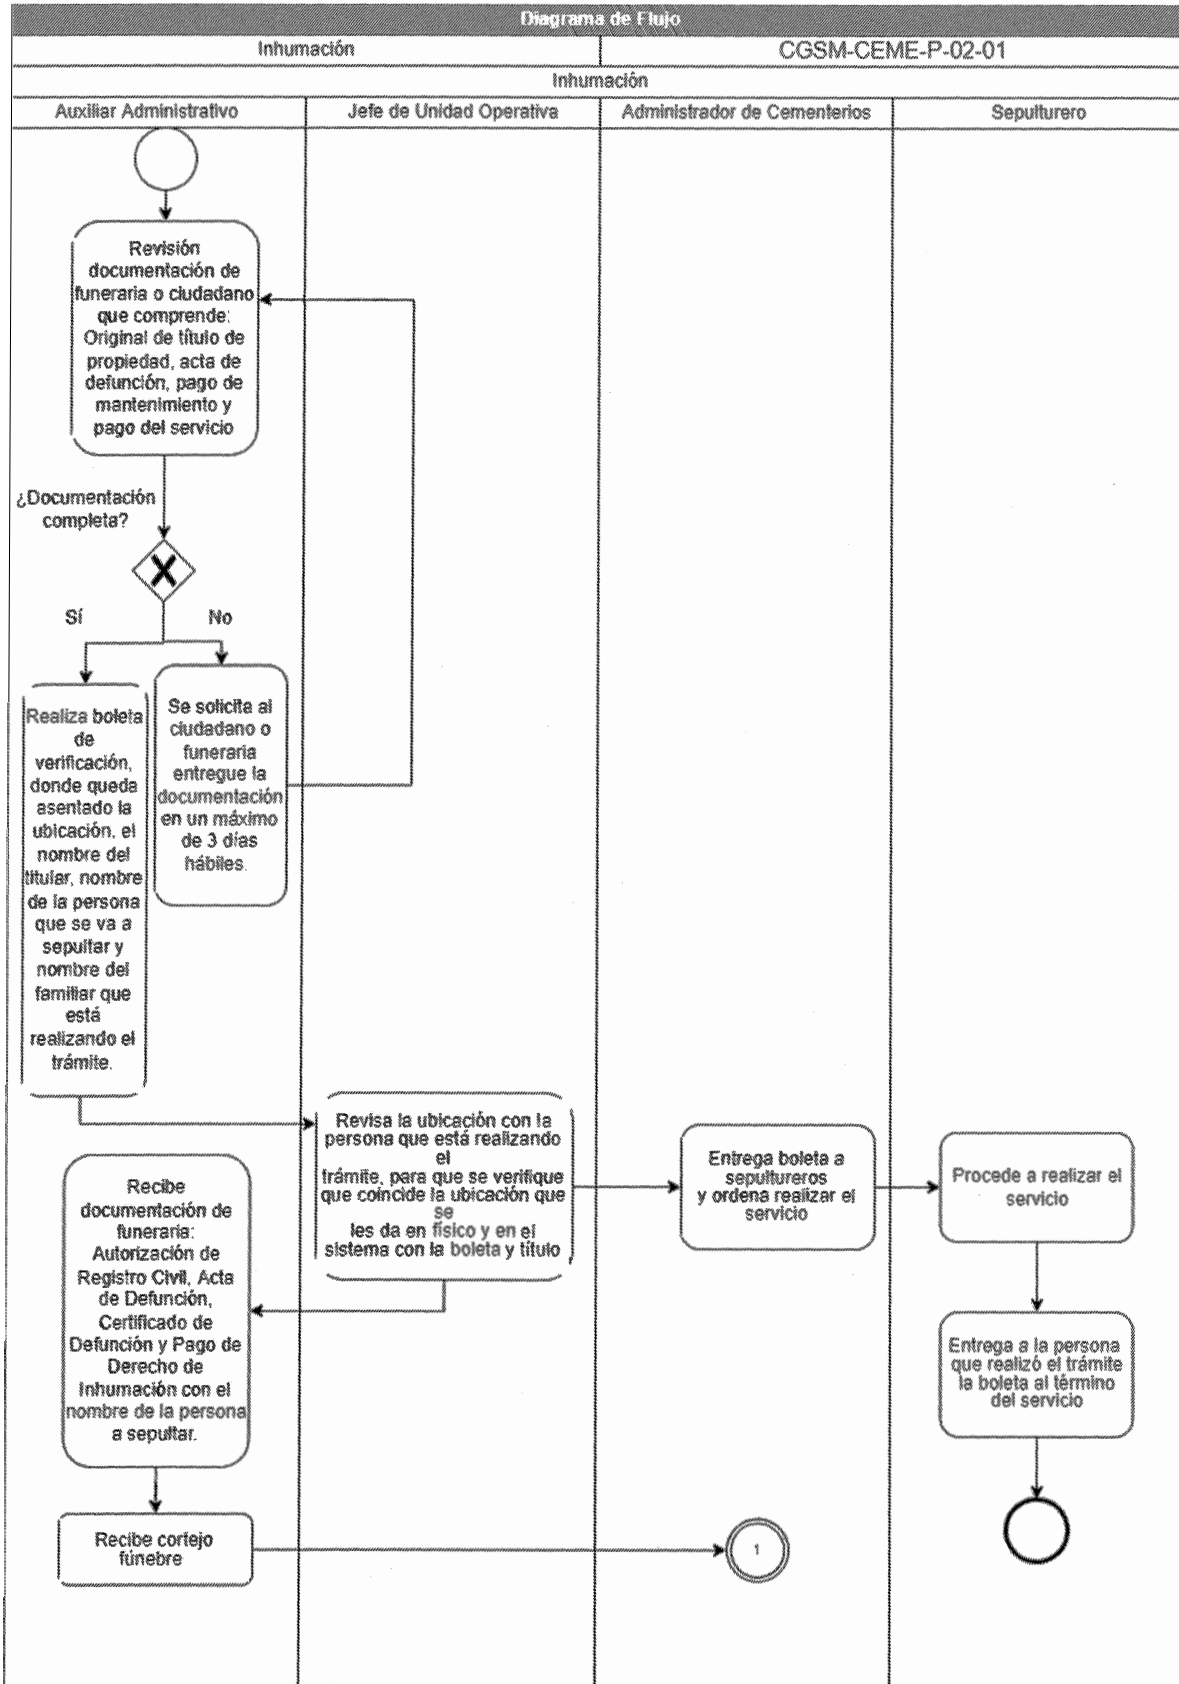 Diagrama de Flujo
Inhumación
CGSM-CEME-P-02-01
Inhumación
Auxiliar Administrativo
Jefe de Unidad Operativa
Administrador de Cementerios
Sepulturero
Revisión
documentación de
funeraria o ciudadano
que comprende:
Original de título de
propiedad, acta de
defunción, pago de
mantenimiento y
pago del servicio
¿Documentación
completa?
Sí
No
Realiza boleta
de
verificación,
donde queda
asentado la
ubicación, el
nombre del
titular, nombre
de la persona
que se va a
sepultar y
nombre del
familiar que
está
realizando el
trámite.
Se solicita al
ciudadano o
funeraria
entregue la
documentación
en un máximo
de 3 días
hábiles.
Revisa la ubicación con la
persona que está realizando
el
trámite, para que se verifique
que coincide la ubicación que
se
les da en físico y en el
sistema con la boleta y título
Entrega boleta a
sepultureros
y ordena realizar el
servicio
Procede a realizar el
servicio
Recibe
documentación de
funeraria:
Autorización de
Registro Civil, Acta
de Defunción,
Certificado de
Defunción y Pago de
Derecho de
Inhumación con el
nombre de la persona
a sepultar.
Entrega a la persona
que realizó el trámite
la boleta al término
del servicio
Recibe cortejo
fúnebre
1